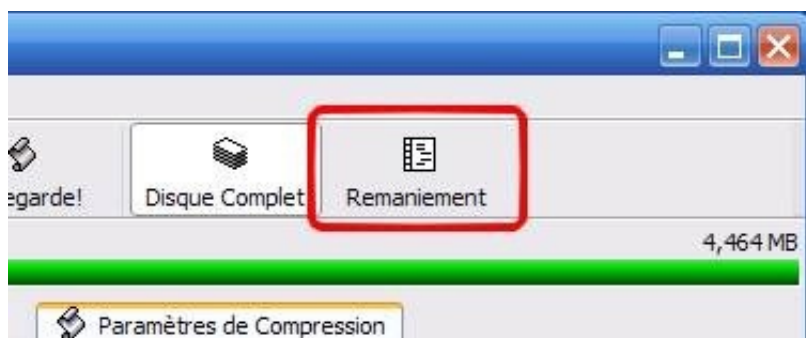 egarde!
Disque Complet
Remaniement
4,464 MB
Paramètres de Compression